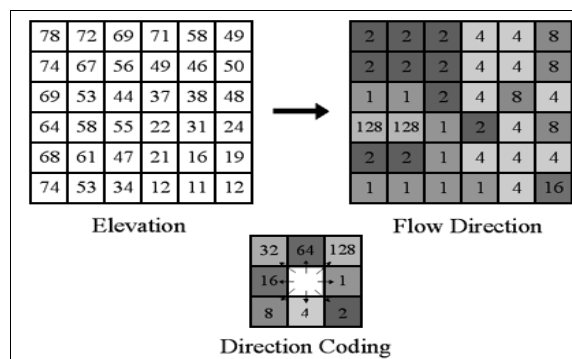 78 72 69 71 58 49
74 67 56 49 46 50
69 53 44 37 38 48
64 58 55 22 31 24
68 61 47 21 16 19
74 53 34 12 11 12
Elevation
2 2 2 4 4 8
2 2 2 4 4 8
1 1 2 4 8 4
128 128 1 2 4 8
2 2 1 4 4 4
1 1 1 1 4 16
Flow Direction
32 64 128
16 1
8 4 2
Direction Coding